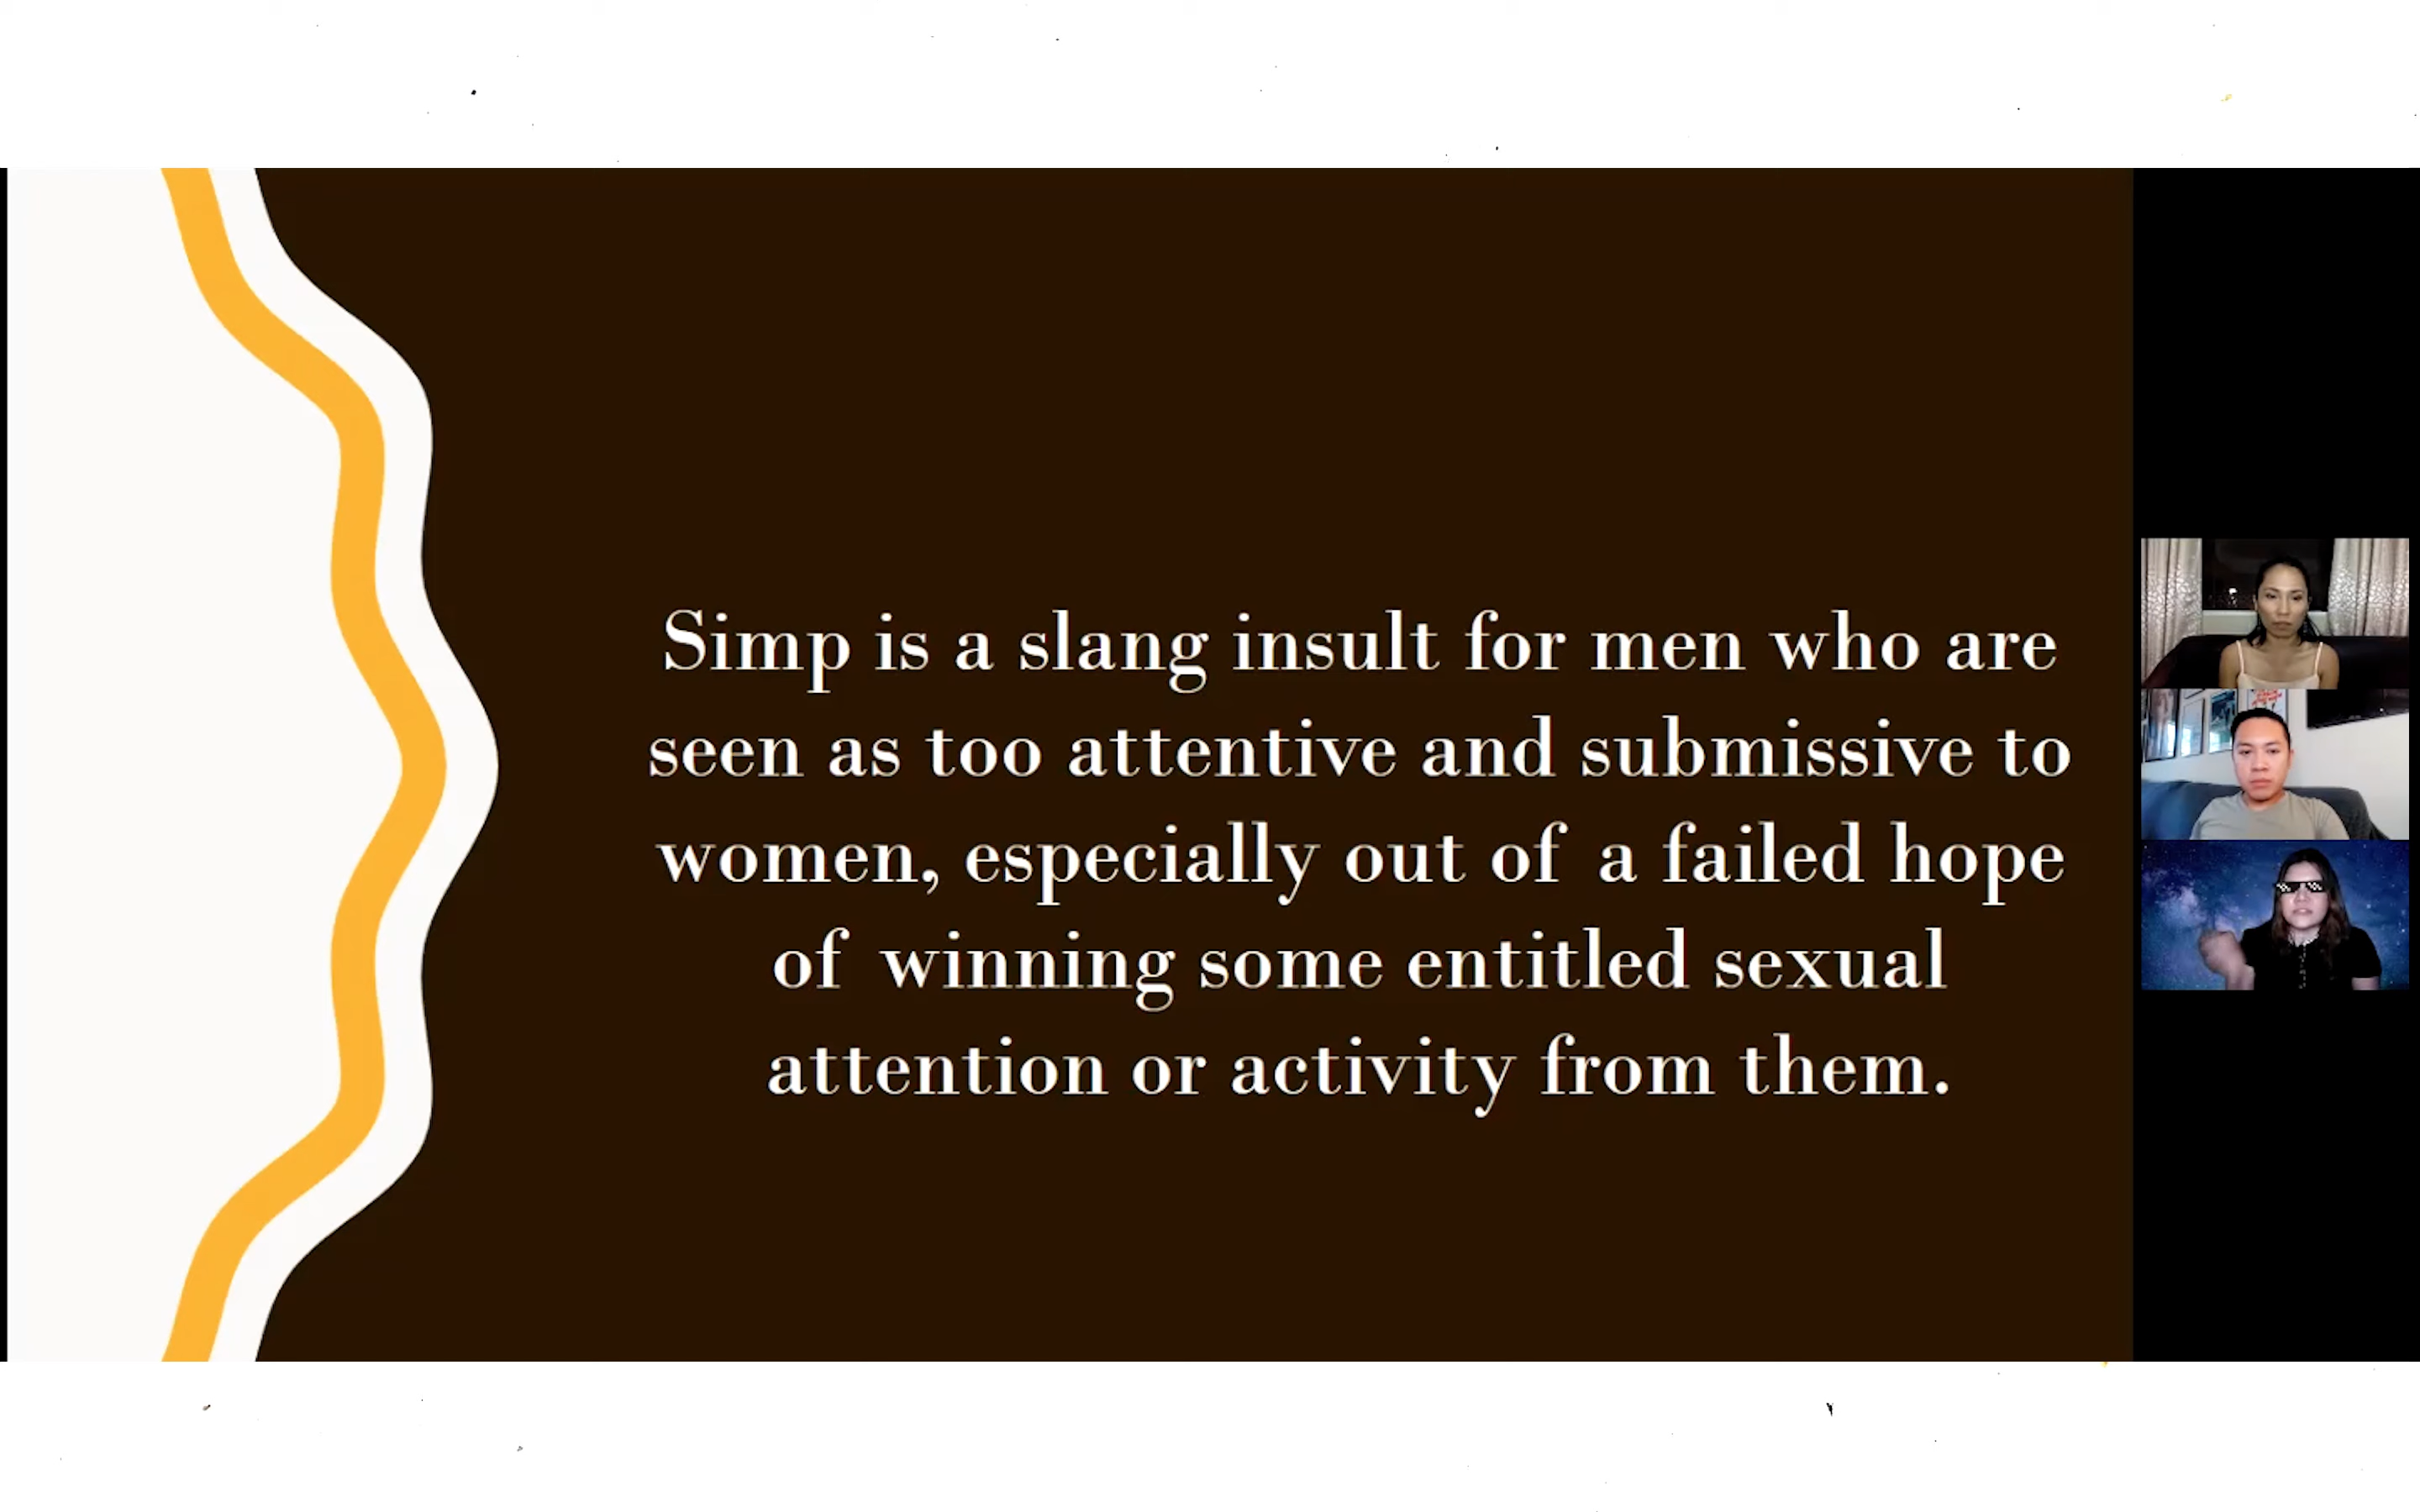 Simp is a slang insult for men who are
seen as too attentive and submissive to
women, especially out of a failed hope
of winning some entitled sexual
attention or activity from them.